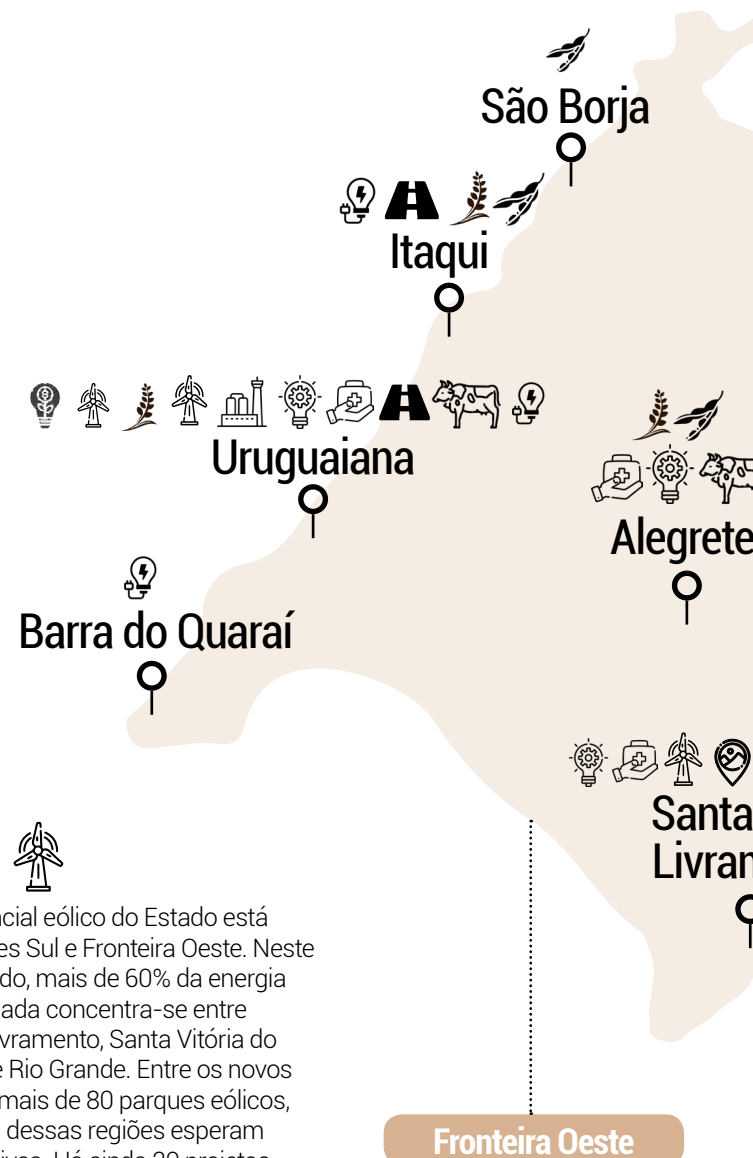 São Borja
Itaqui
Uruguaiana
Alegrete
Barra do Quaraí
Santa
Livram
cial eólico do Estado está
es Sul e Fronteira Oeste. Neste
do, mais de 60% da energia
ada concentra-se entre
vramento, Santa Vitória do
e Rio Grande. Entre os novos
mais de 80 parques eólicos,
s dessas regiões esperam
Fronteira Oeste